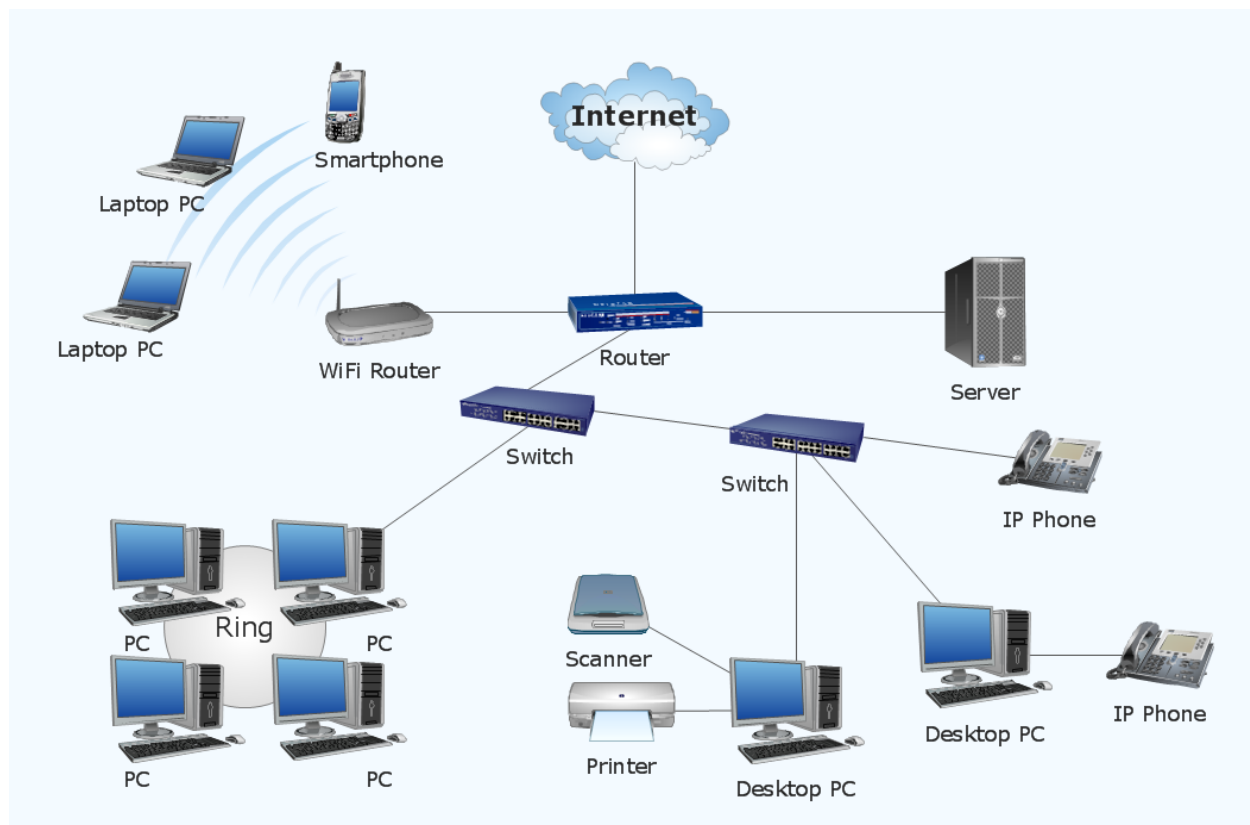 Internet
Smartphone
Laptop PC
Laptop PC
WiFi Router
Router
Server
Switch
Switch
IP Phone
Ring
PC
PC
PC
PC
Scanner
Printer
Desktop PC
Desktop PC
IP Phone